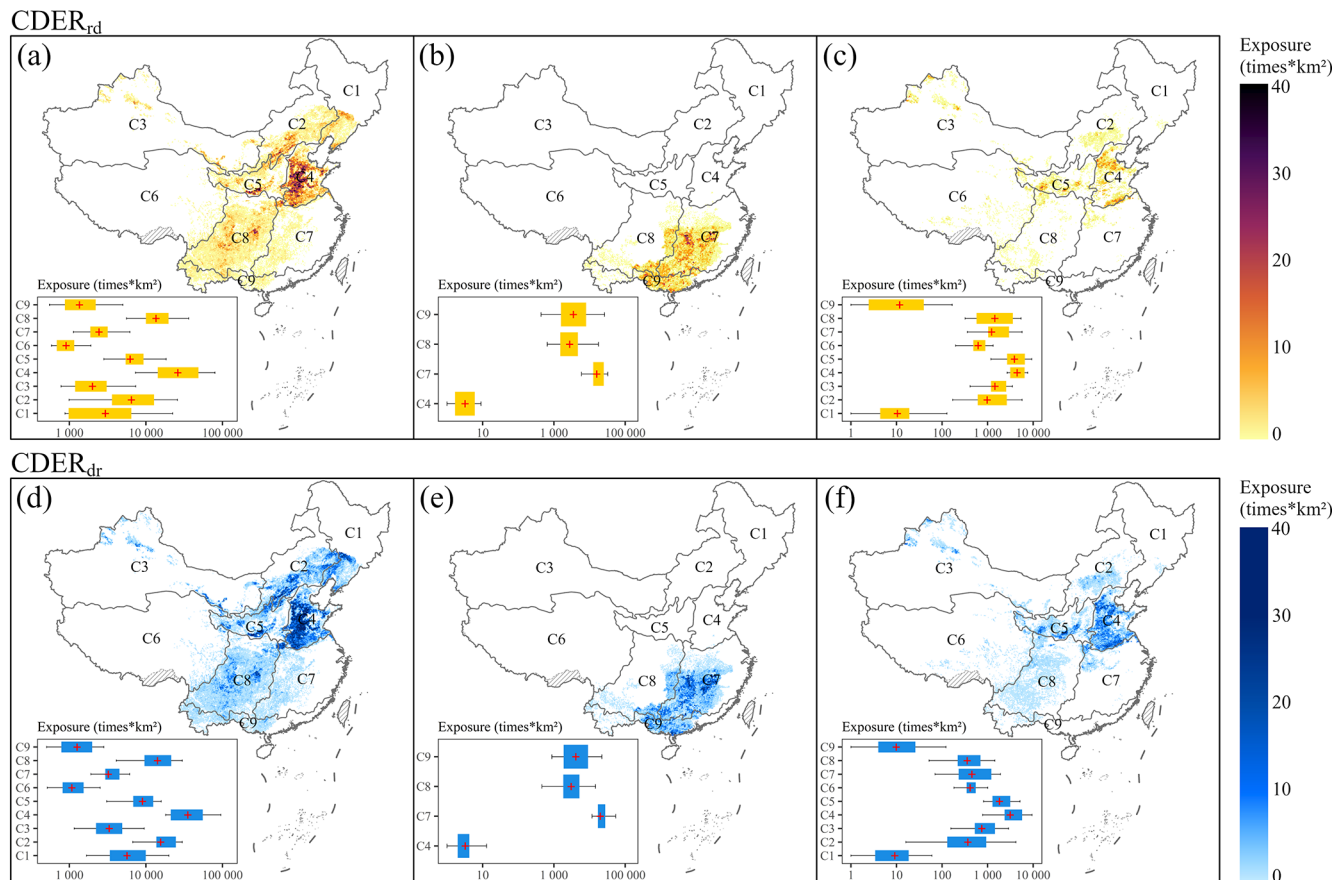 CDERrd
(a)
C1
C2
C3
C4
C5
C6
C7
C8
C9
Exposure (times*km²)
C9
C8
C7
C6
C5
C4
C3
C2
C1
1 000
10 000
100 000
(b)
C1
C2
C3
C4
C5
C6
C7
C8
C9
Exposure (times*km²)
C9
C8
C7
C4
10
1 000
100 000
(c)
C1
C2
C3
C4
C5
C6
C7
C8
C9
Exposure (times*km²)
C9
C8
C7
C6
C5
C4
C3
C2
C1
1
10
100
1 000
10 000
Exposure
(times*km²)
40
30
20
10
0
CDERdr
(d)
C1
C2
C3
C4
C5
C6
C7
C8
C9
Exposure (times*km²)
C9
C8
C7
C6
C5
C4
C3
C2
C1
1 000
10 000
100 000
(e)
C1
C2
C3
C4
C5
C6
C7
C8
C9
Exposure (times*km²)
C9
C8
C7
C4
10
1 000
100 000
(f)
C1
C2
C3
C4
C5
C6
C7
C8
C9
Exposure (times*km²)
C9
C8
C7
C6
C5
C4
C3
C2
C1
1
10
100
1 000
10 000
Exposure
(times*km²)
40
30
20
10
0